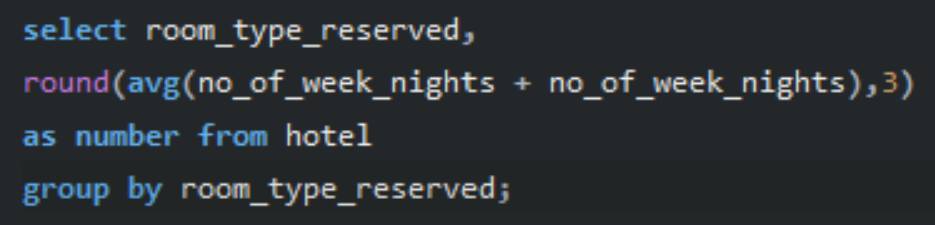 select room_type_reserved,
round(avg(no_of_week_nights + no_of_week_nights),3)
as number from hotel
group by room_type_reserved;